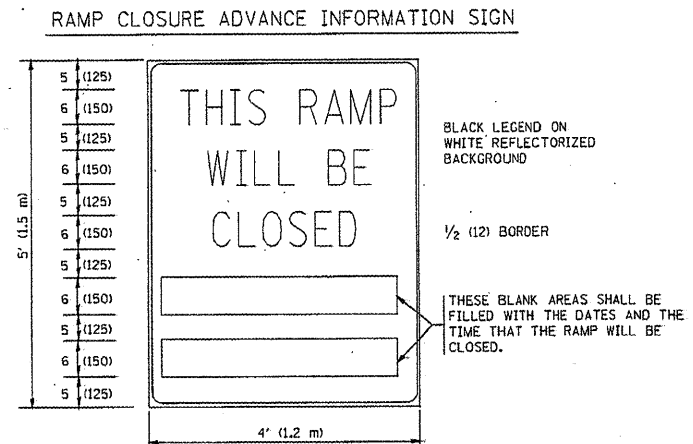 RAMP CLOSURE ADVANCE INFORMATION SIGN
5 (125)
6 (150)
5 (125)
6 (150)
5 (125)
6 (150)
5 (125)
6 (150)
5 (125)
6 (150)
5 (125)
5' (1.5 m)
THIS RAMP
WILL BE
CLOSED
4' (1.2 m)
BLACK LEGEND ON
WHITE REFLECTORIZED
BACKGROUND
1/2 (12) BORDER
THESE BLANK AREAS SHALL BE
FILLED WITH THE DATES AND THE
TIME THAT THE RAMP WILL BE
CLOSED.